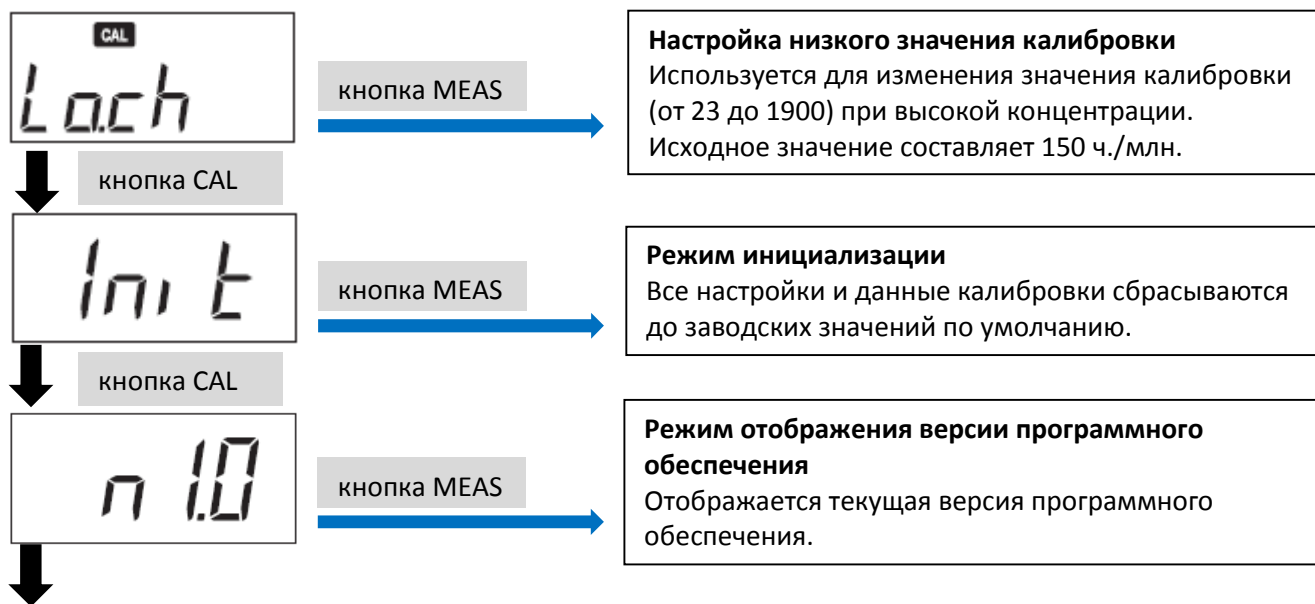 CAL
Lo.ch
кнопка MEAS
Настройка низкого значения калибровки
Используется для изменения значения калибровки
(от 23 до 1900) при высокой концентрации.
Исходное значение составляет 150 ч./млн.
кнопка CAL
Init
кнопка MEAS
Режим инициализации
Все настройки и данные калибровки сбрасываются
до заводских значений по умолчанию.
кнопка CAL
n 1.0
кнопка MEAS
Режим отображения версии программного
обеспечения
Отображается текущая версия программного
обеспечения.